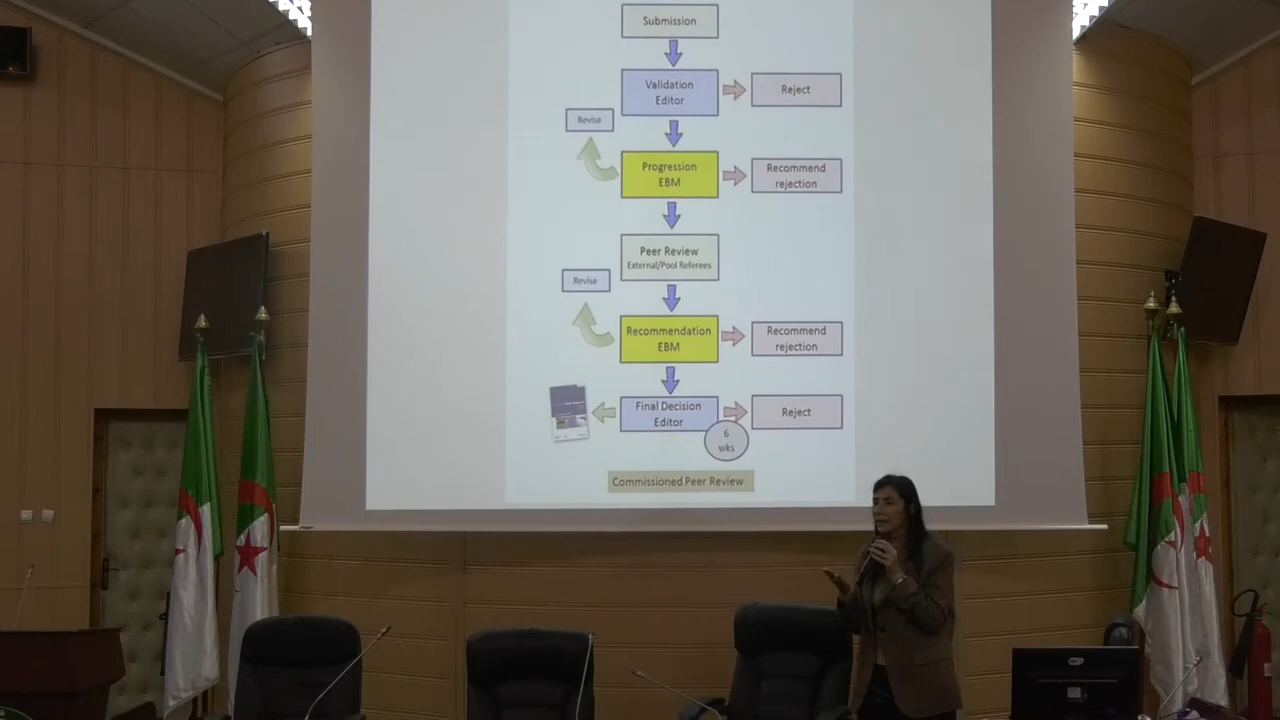 Submission
Validation
Editor
Reject
Revise
Progression
EBM
Recommend
rejection
Peer Review
External/Pool Referees
Revise
Recommendation
EBM
Recommend
rejection
Final Decision
Editor
Reject
6
wks
Commissioned Peer Review